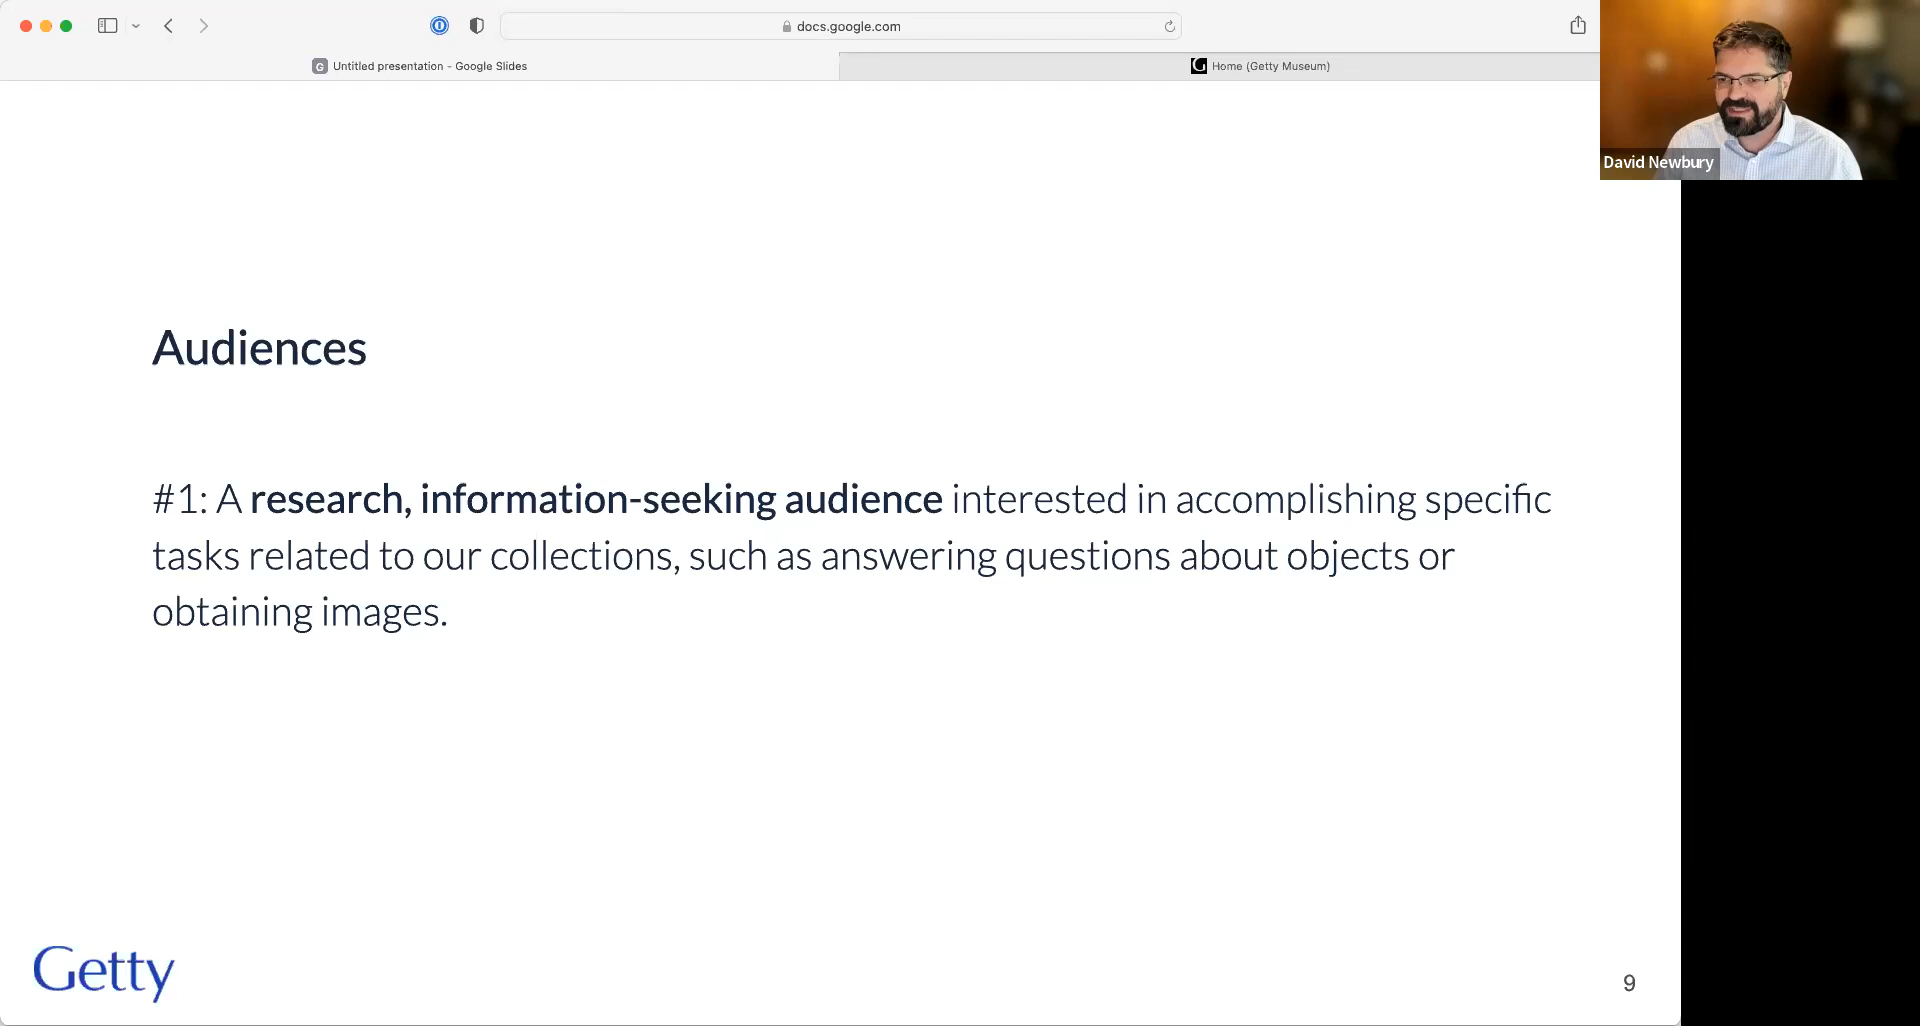 docs.google.com
G Untitled presentation - Google Slides
G Home (Getty Museum)
David Newbury
Audiences
#1: A research, information-seeking audience interested in accomplishing specific
tasks related to our collections, such as answering questions about objects or
obtaining images.
Getty
9